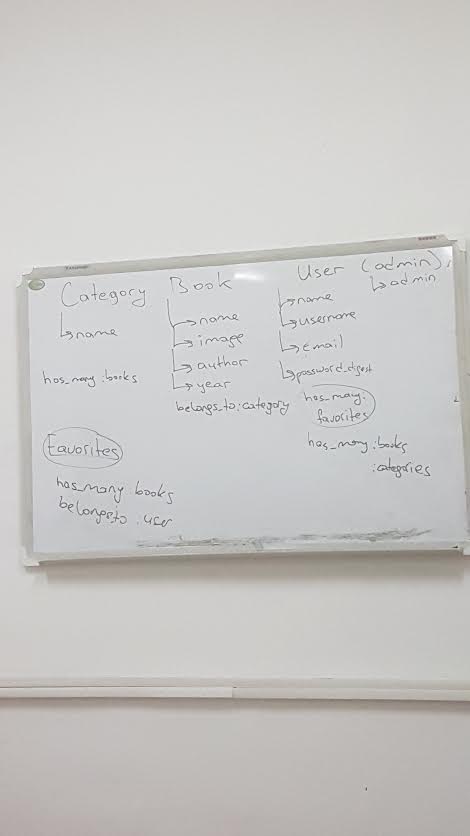 Category
↳name
has_many :books
Book
→name
→image
→author
→year
belongs_to :category
User (admin)
↳admin
→name
→username
→email
→password_digest
has_many:
favorites
has_many :books
:categories
Favorites
has_many :books
belongs_to :user